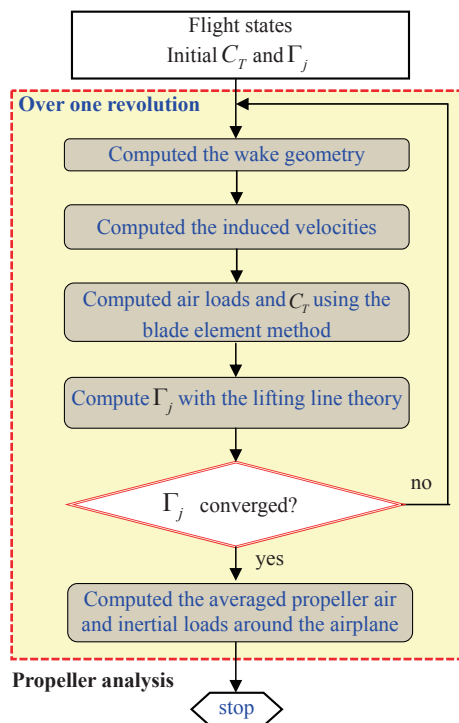 Flight states
Initial C_T and Γ_j
Over one revolution
Computed the wake geometry
Computed the induced velocities
Computed air loads and C_T using the
blade element method
Compute Γ_j with the lifting line theory
Γ_j converged?
no
yes
Computed the averaged propeller air
and inertial loads around the airplane
Propeller analysis
stop